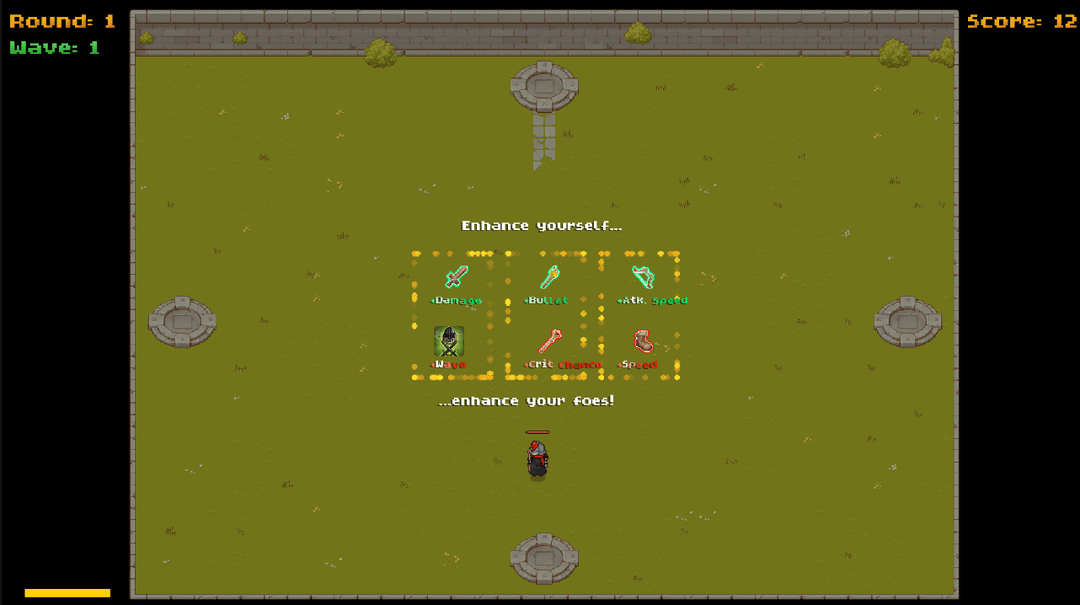 Round: 1
Score: 12
Wave: 1
Enhance yourself...
+Damage +Bullet +Atk. Speed
+Wave +Crit Chance +Speed
...enhance your foes!